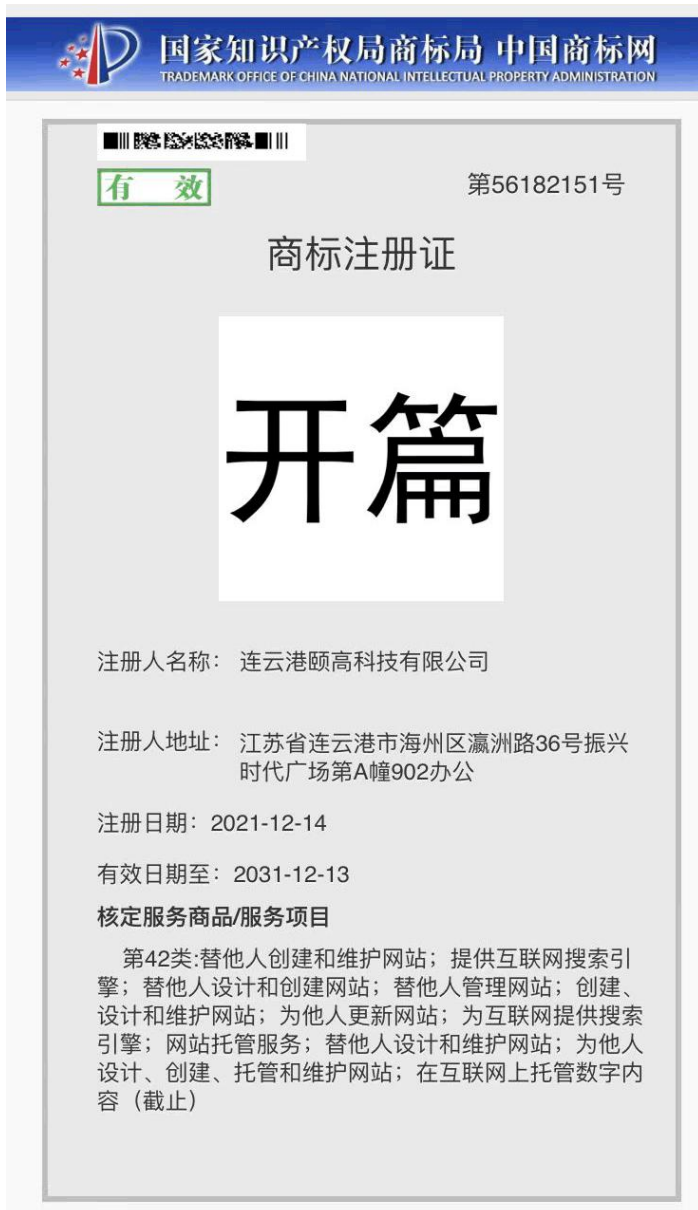 国家知识产权局商标局 中国商标网
TRADEMARK OFFICE OF CHINA NATIONAL INTELLECTUAL PROPERTY ADMINISTRATION
有 效
第56182151号
商标注册证
开篇
注册人名称： 连云港颐高科技有限公司
注册人地址： 江苏省连云港市海州区瀛洲路36号振兴
时代广场第A幢902办公
注册日期：2021-12-14
有效日期至：2031-12-13
核定服务商品/服务项目
第42类:替他人创建和维护网站；提供互联网搜索引
擎；替他人设计和创建网站；替他人管理网站；创建、
设计和维护网站；为他人更新网站；为互联网提供搜索
引擎；网站托管服务；替他人设计和维护网站；为他人
设计、创建、托管和维护网站；在互联网上托管数字内
容（截止）